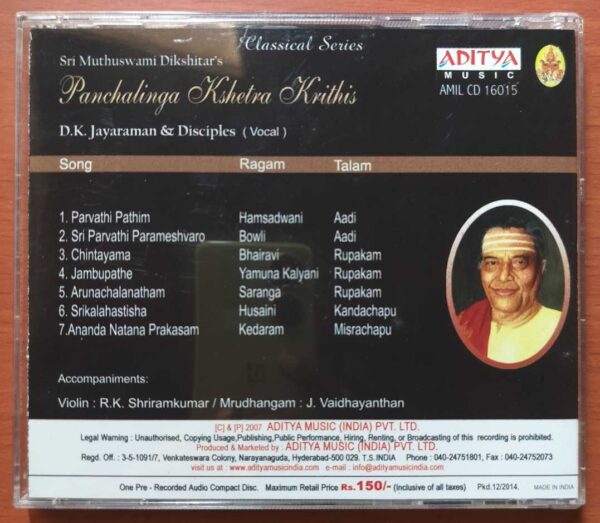 Classical Series
Sri Muthuswami Dikshitar's
Panchalinga Kshetra Krithis
D.K. Jayaraman & Disciples ( Vocal )
ADITYA
MUSIC
AMIL CD 16015
Song Ragam Talam
1. Parvathi Pathim Hamsadwani Aadi
2. Sri Parvathi Parameshvaro Bowli Aadi
3. Chintayama Bhairavi Rupakam
4. Jambupathe Yamuna Kalyani Rupakam
5. Arunachalanatham Saranga Rupakam
6. Srikalahastisha Husaini Kandachapu
7.Ananda Natana Prakasam Kedaram Misrachapu
Accompaniments:
Violin : R.K. Shriramkumar / Mrudhangam : J. Vaidhayanthan
[C] & [P] 2007 ADITYA MUSIC (INDIA) PVT. LTD.
Legal Warning : Unauthorised, Copying Usage,Publishing,Public Performance, Hiring, Renting, or Broadcasting of this recording is prohibited.
Produced & Marketed by : ADITYA MUSIC (INDIA) PVT. LTD.
Regd. Off. : 3-5-1091/7, Venkateswara Colony, Narayanaguda, Hyderabad-500 029. T.S.INDIA Phone : 040-24751801, Fax : 040-24752073
visit us at : www.adityamusicindia.com e-mail : info@adityamusicindia.com
One Pre - Recorded Audio Compact Disc. Maximum Retail Price Rs.150/- (inclusive of all taxes) Pkd.12/2014. MADE IN INDIA